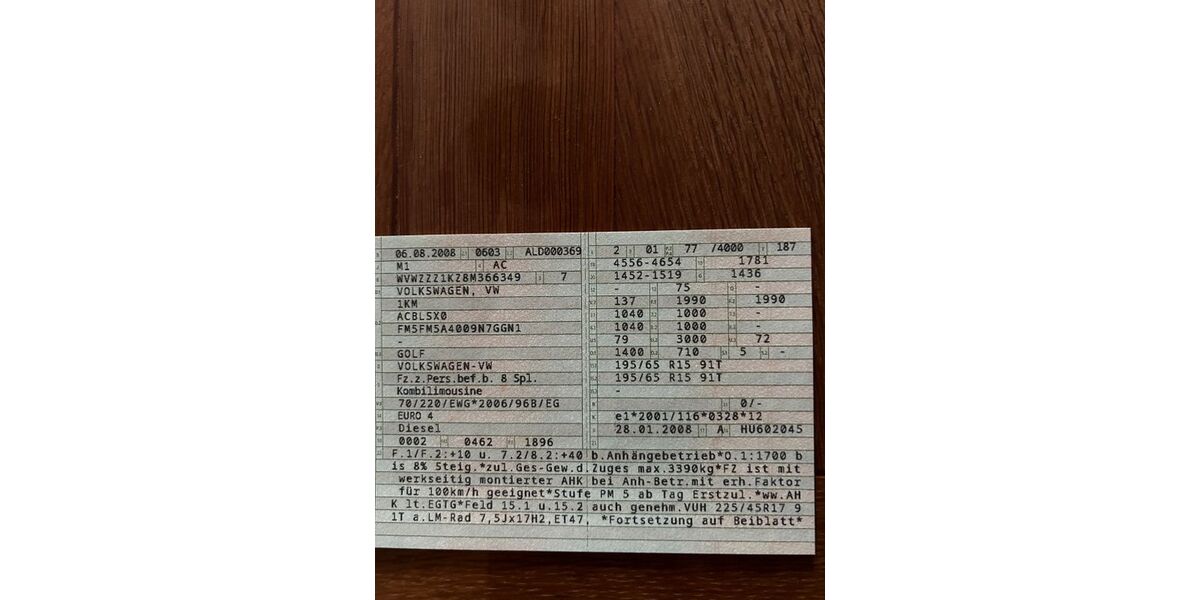 06.08.2008 0603 ALD000369
M1 AC
WVWZZZ1KZ8M366349 7
VOLKSWAGEN, VW
1KM
ACBLSX0
FM5FM5A4009N7GGN1
-
GOLF
VOLKSWAGEN-VW
Fz.z.Pers.bef.b. 8 Spl.
Kombilimousine
70/220/EWG*2006/96B/EG
EURO 4
Diesel
0002 0462 1896
2 01 77 /4000 187
4556-4654 1781
1452-1519 1436
- 75 -
137 1990 1990
1040 1000 -
1040 1000 -
79 3000 72
1400 710 5 -
195/65 R15 91T
195/65 R15 91T
-
0/-
e1*2001/116*0328*12
28.01.2008 A HU602045
F.1/F.2:+10 u. 7.2/8.2:+40 b.Anhängebetrieb*O.1:1700 b
is 8% Steig.*zul.Ges-Gew.d.Zuges max.3390kg*FZ ist mit
werkseitig montierter AHK bei Anh-Betr.mit erh.Faktor
für 100km/h geeignet*Stufe PM 5 ab Tag Erstzul.*ww.AH
K lt.EGTG*Feld 15.1 u.15.2 auch genehm.VUH 225/45R17 9
1T a.LM-Rad 7,5Jx17H2,ET47, *Fortsetzung auf Beiblatt*